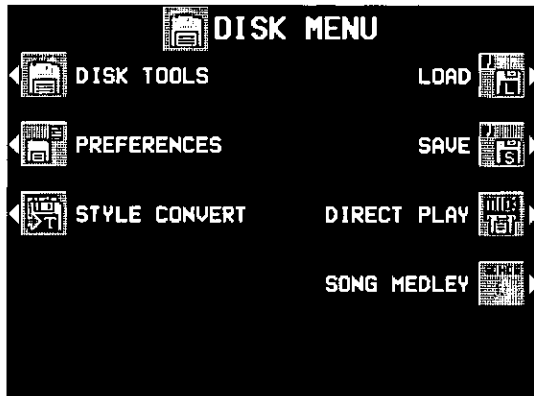 DISK MENU
DISK TOOLS
LOAD
PREFERENCES
SAVE
STYLE CONVERT
DIRECT PLAY
SONG MEDLEY